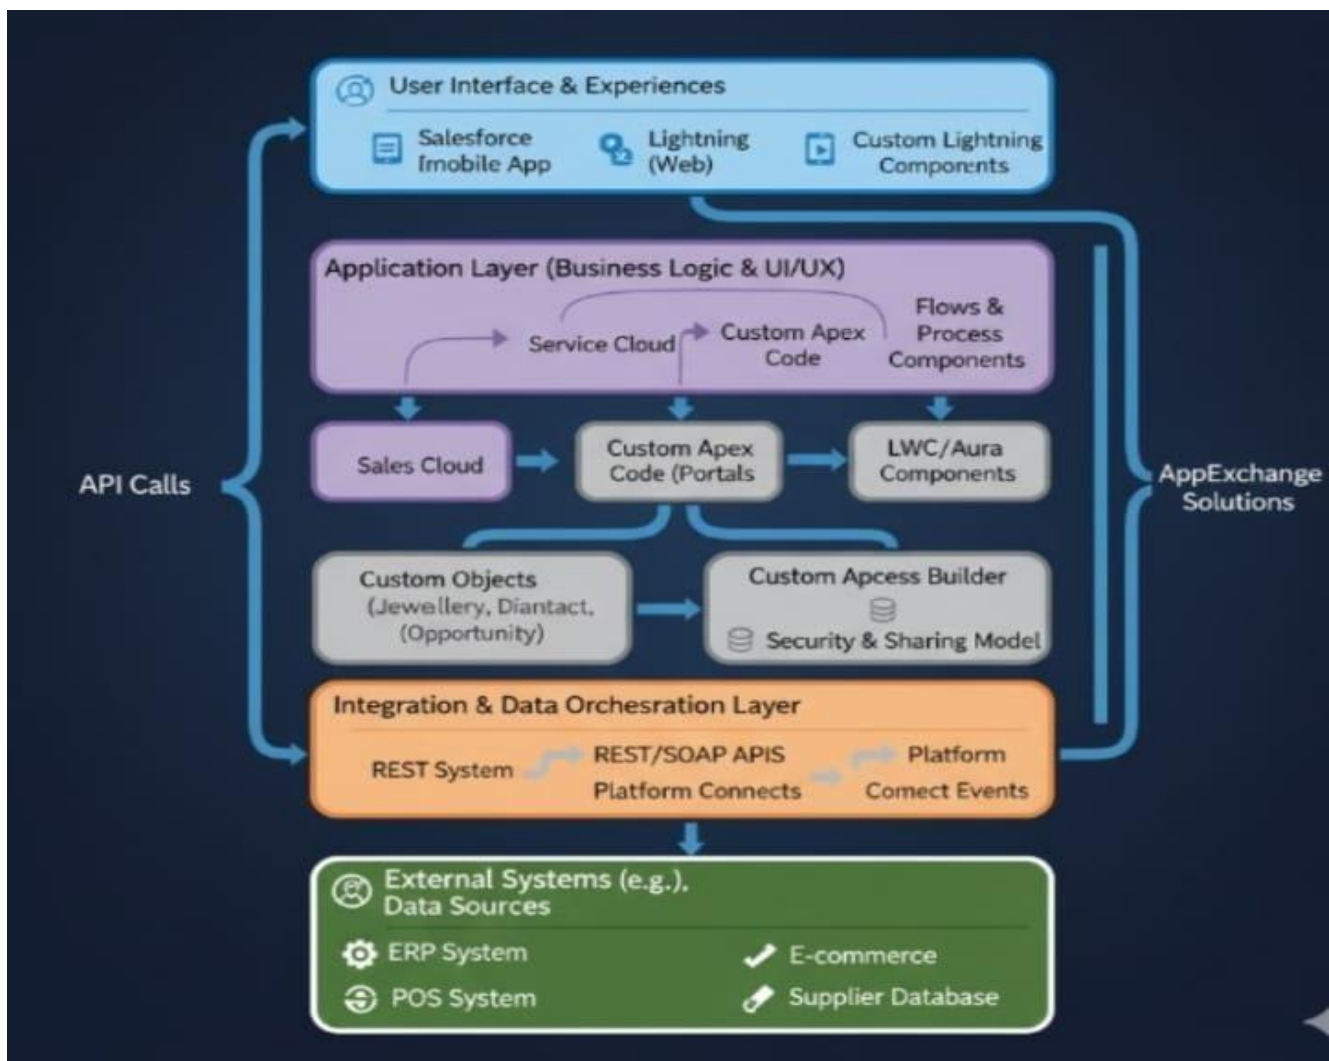 User Interface & Experiences
Salesforce
Imobile App
Lightning
(Web)
Custom Lightning
Components
Application Layer (Business Logic & UI/UX)
Service Cloud
Custom Apex
Code
Flows &
Process
Components
Sales Cloud
Custom Apex
Code (Portals
LWC/Aura
Components
API Calls
AppExchange
Solutions
Custom Objects
(Jewellery, Diantact,
(Opportunity)
Custom Apcess Builder
Security & Sharing Model
Integration & Data Orchesration Layer
REST System
REST/SOAP APIS
Platform Connects
Platform
Comect Events
External Systems (e.g.),
Data Sources
ERP System
E-commerce
POS System
Supplier Database